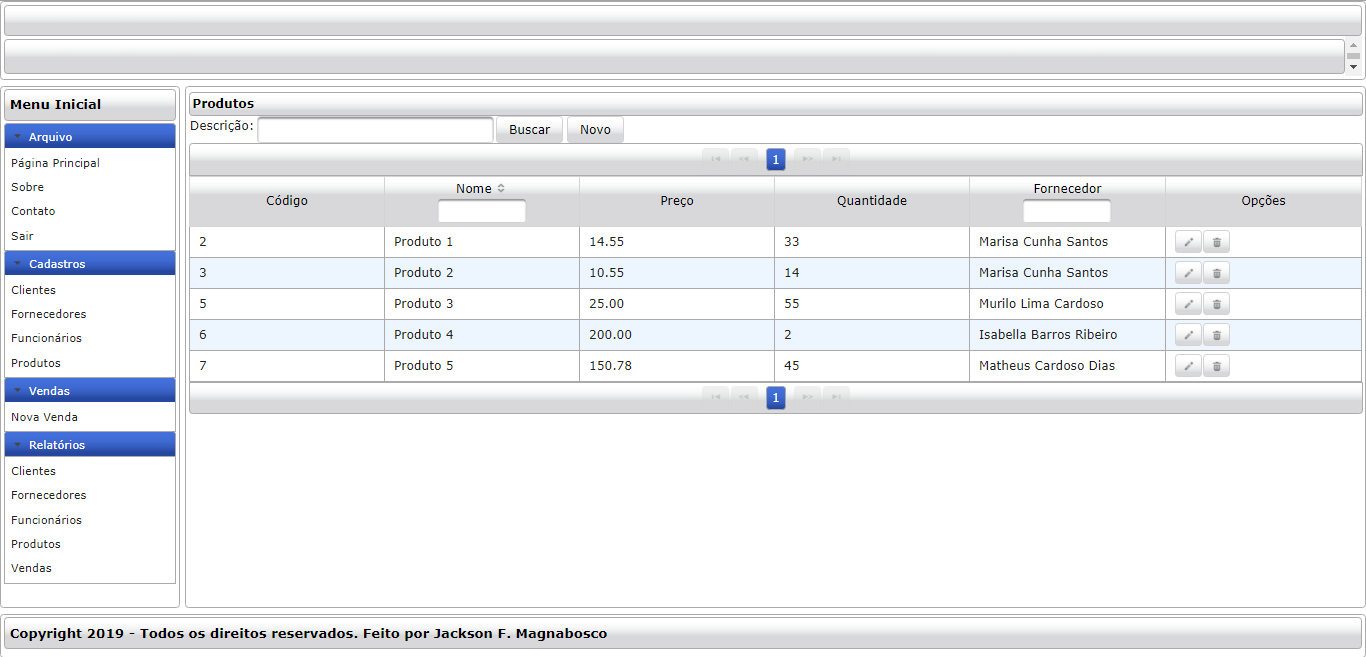 Menu Inicial
Arquivo
Página Principal
Sobre
Contato
Sair
Cadastros
Clientes
Fornecedores
Funcionários
Produtos
Vendas
Nova Venda
Relatórios
Clientes
Fornecedores
Funcionários
Produtos
Vendas
Produtos
Descrição: Buscar Novo
1
Código Nome Preço Quantidade Fornecedor Opções
2 Produto 1 14.55 33 Marisa Cunha Santos
3 Produto 2 10.55 14 Marisa Cunha Santos
5 Produto 3 25.00 55 Murilo Lima Cardoso
6 Produto 4 200.00 2 Isabella Barros Ribeiro
7 Produto 5 150.78 45 Matheus Cardoso Dias
1
Copyright 2019 - Todos os direitos reservados. Feito por Jackson F. Magnabosco